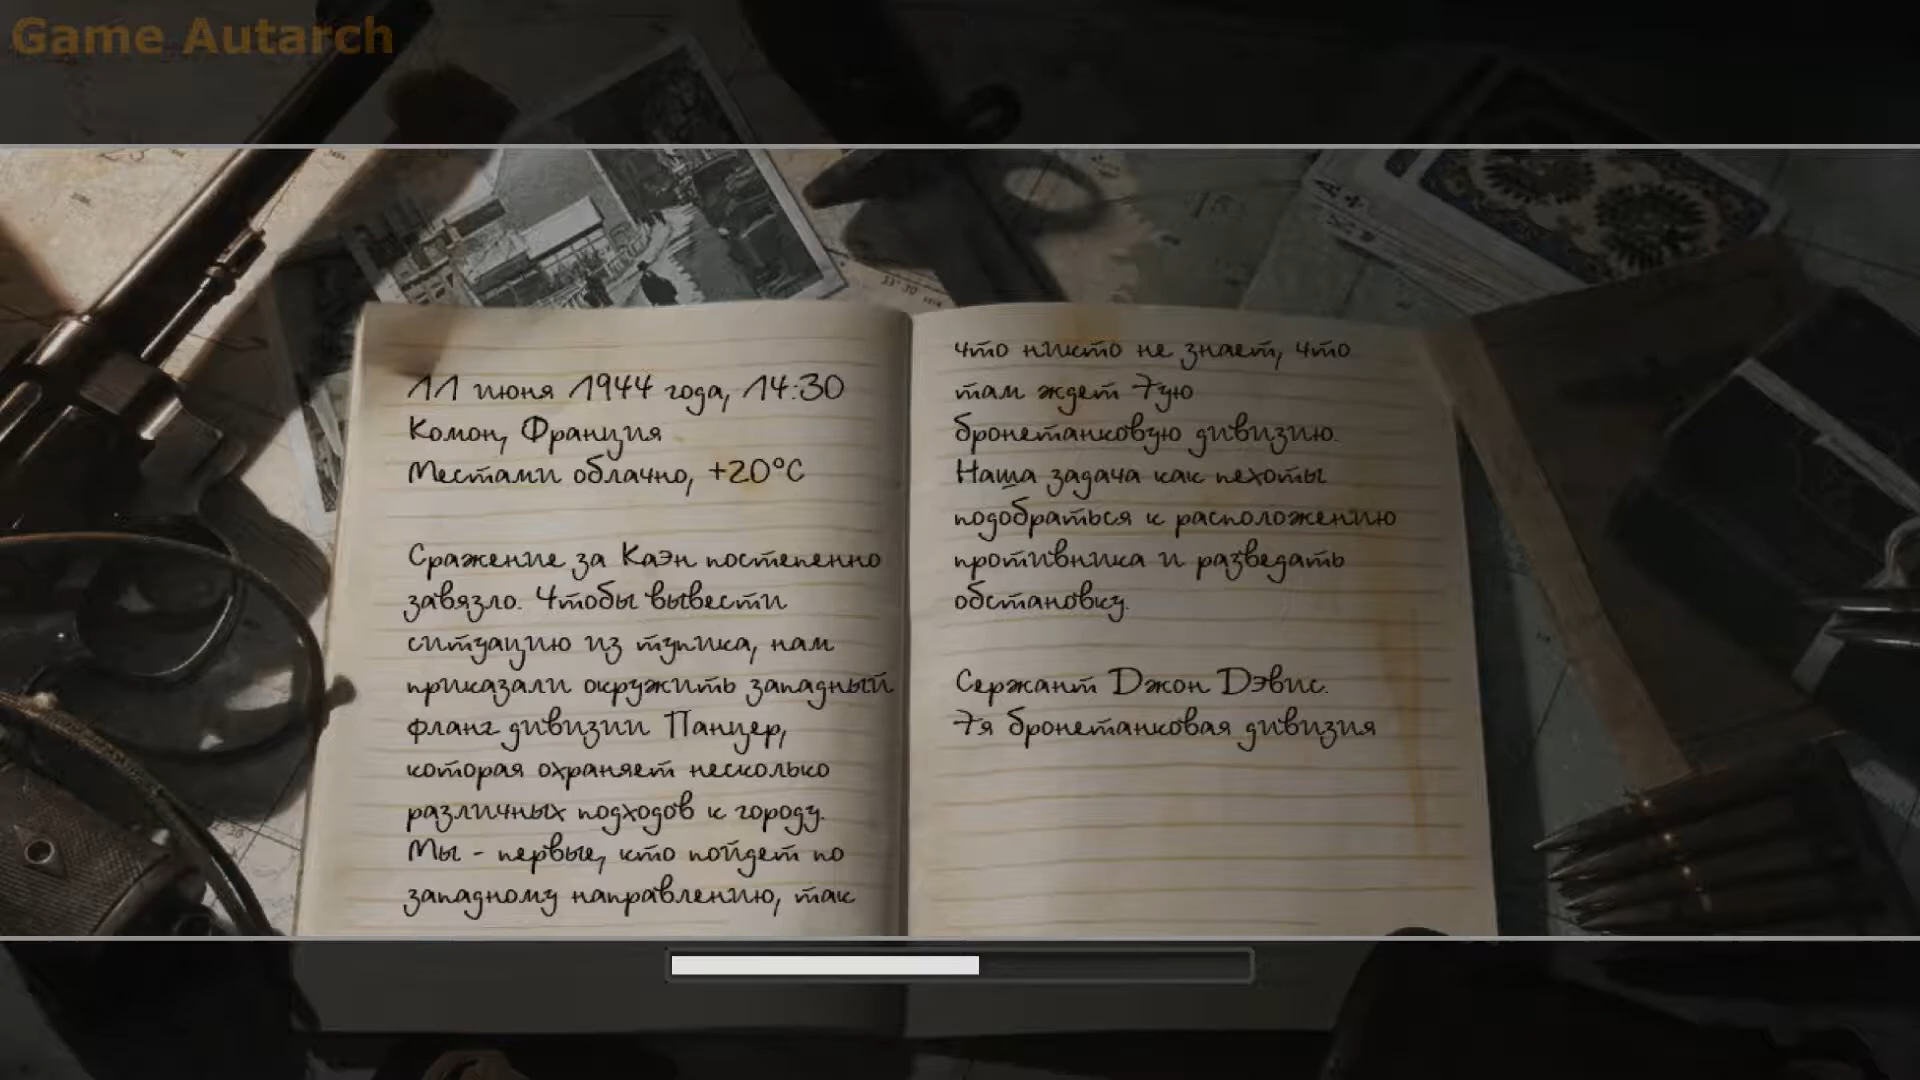 Game Autarch
11 июня 1944 года, 14:30
Комон, Франция
Местами облачно, +20°C
Сражение за Каэн постепенно
завязло. Чтобы вывести
ситуацию из тупика, нам
приказали окружить западный
фланг дивизии Панцер,
которая охраняет несколько
различных подходов к городу.
Мы - первые, кто пойдет по
западному направлению, так
что никто не знает, что
там ждет 7ую
бронетанковую дивизию.
Наша задача как пехоты
подобраться к расположению
противника и разведать
обстановку.
Сержант Джон Дэвис.
7я бронетанковая дивизия